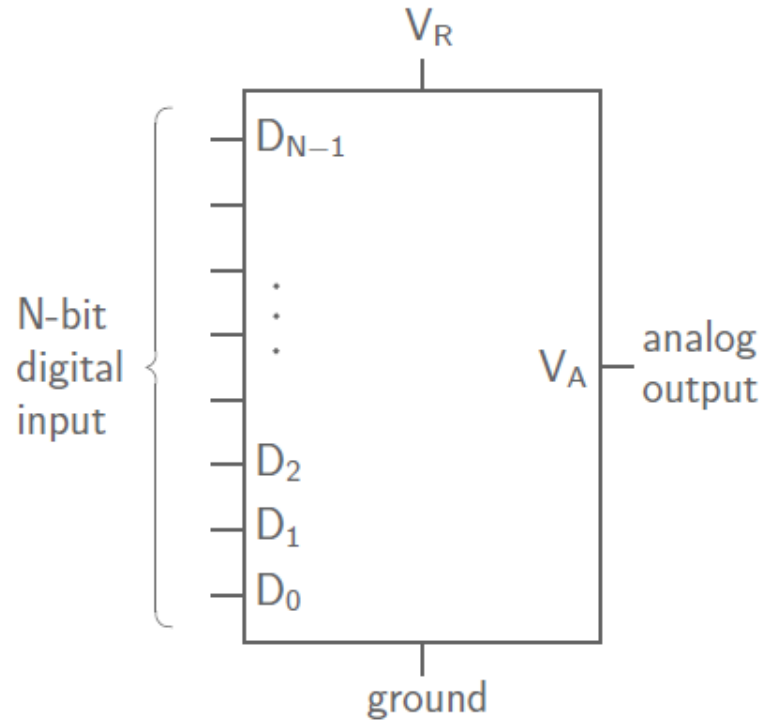 V_R
D_{N−1}
N-bit
digital
input
V_A
analog
output
D_2
D_1
D_0
ground